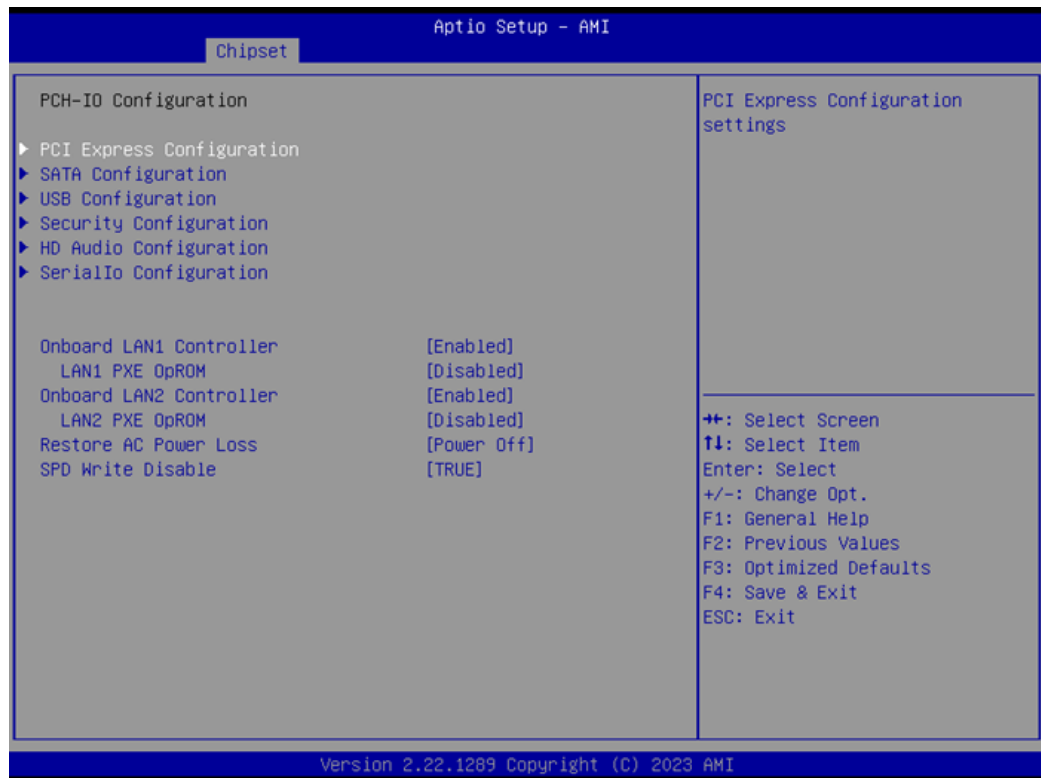 Aptio Setup - AMI
Chipset
PCH-IO Configuration
PCI Express Configuration
SATA Configuration
USB Configuration
Security Configuration
HD Audio Configuration
SerialIo Configuration
Onboard LAN1 Controller [Enabled]
LAN1 PXE OpROM [Disabled]
Onboard LAN2 Controller [Enabled]
LAN2 PXE OpROM [Disabled]
Restore AC Power Loss [Power Off]
SPD Write Disable [TRUE]
PCI Express Configuration
settings
→←: Select Screen
↑↓: Select Item
Enter: Select
+/-: Change Opt.
F1: General Help
F2: Previous Values
F3: Optimized Defaults
F4: Save & Exit
ESC: Exit
Version 2.22.1289 Copyright (C) 2023 AMI